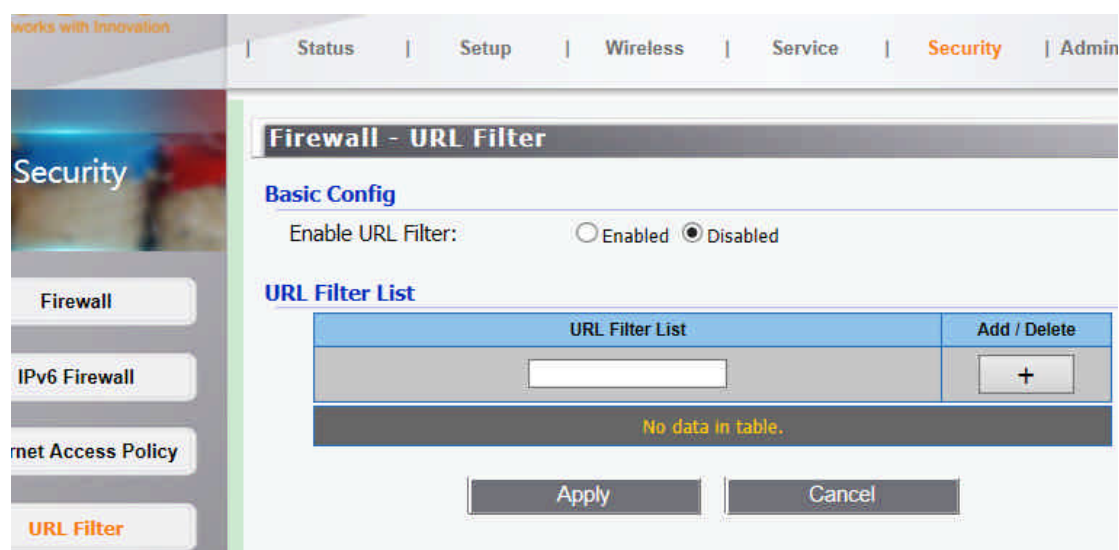 works with Innovation.
| Status | Setup | Wireless | Service | Security | Admin
Security
Firewall
IPv6 Firewall
rnet Access Policy
URL Filter
Firewall - URL Filter
Basic Config
Enable URL Filter: Enabled Disabled
URL Filter List
URL Filter List Add / Delete
+
No data in table.
Apply Cancel